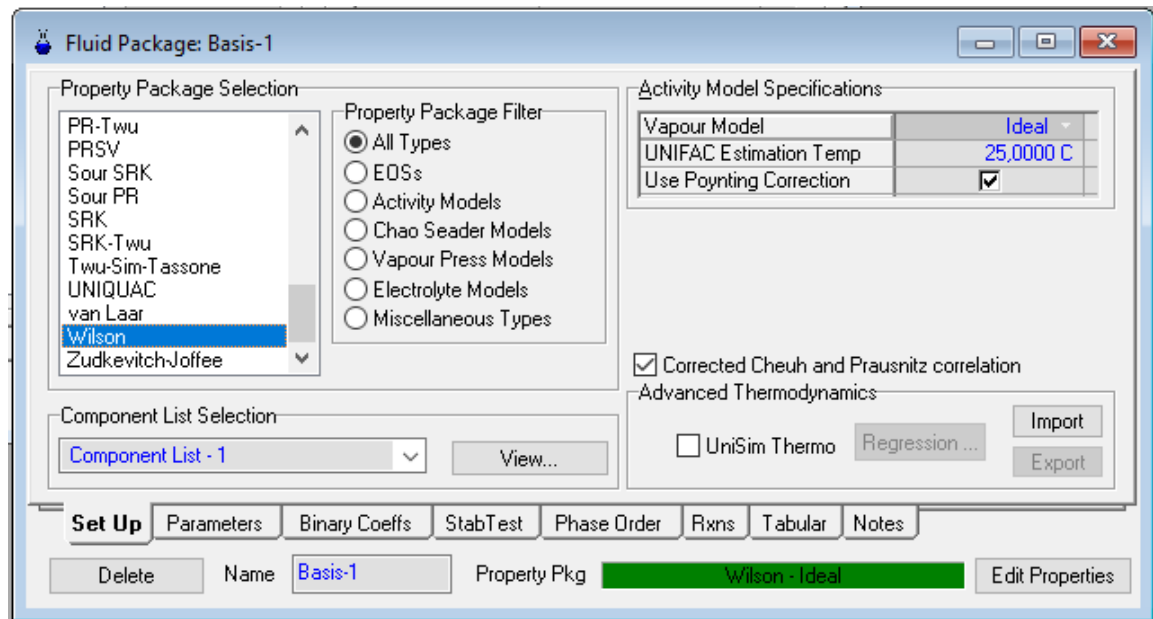 Fluid Package: Basis-1
Property Package Selection
PR-Twu
PRSV
Sour SRK
Sour PR
SRK
SRK-Twu
Twu-Sim-Tassone
UNIQUAC
van Laar
Wilson
Zudkevitch-Joffee
Property Package Filter
All Types
EOSs
Activity Models
Chao Seader Models
Vapour Press Models
Electrolyte Models
Miscellaneous Types
Component List Selection
Component List - 1
View...
Activity Model Specifications
Vapour Model Ideal
UNIFAC Estimation Temp 25,0000 C
Use Poynting Correction
Corrected Cheuh and Prausnitz correlation
Advanced Thermodynamics
UniSim Thermo Regression ... Import
Export
Set Up Parameters Binary Coeffs StabTest Phase Order Rxns Tabular Notes
Delete Name Basis-1 Property Pkg Wilson - Ideal Edit Properties